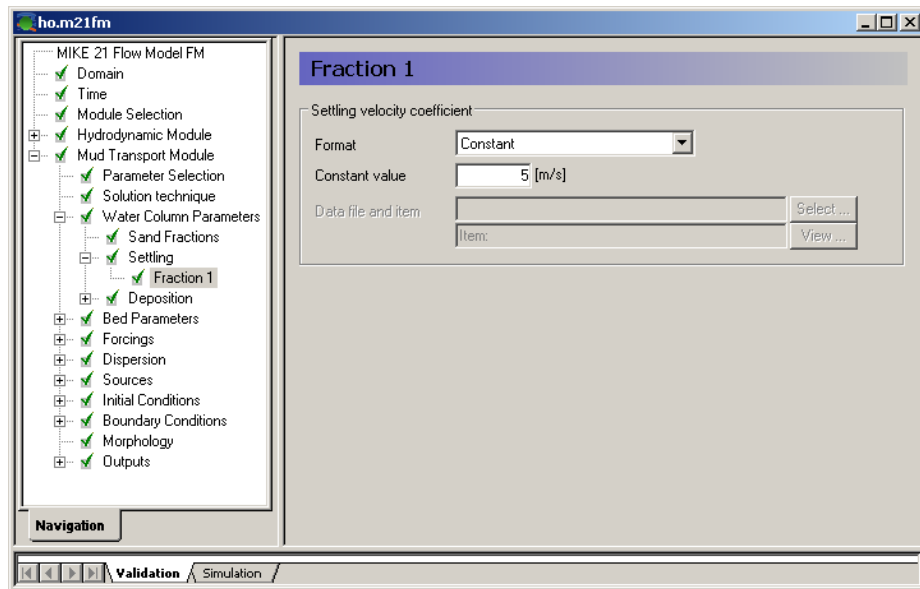 ho.m21fm
MIKE 21 Flow Model FM
Domain
Time
Module Selection
Hydrodynamic Module
Mud Transport Module
Parameter Selection
Solution technique
Water Column Parameters
Sand Fractions
Settling
Fraction 1
Deposition
Bed Parameters
Forcings
Dispersion
Sources
Initial Conditions
Boundary Conditions
Morphology
Outputs
Navigation
Fraction 1
Settling velocity coefficient
Format Constant
Constant value 5 [m/s]
Data file and item Select ...
Item: View ...
Validation Simulation